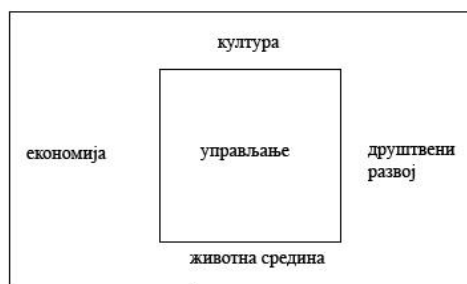 култура
економија
управљање
друштвени
развој
животна средина